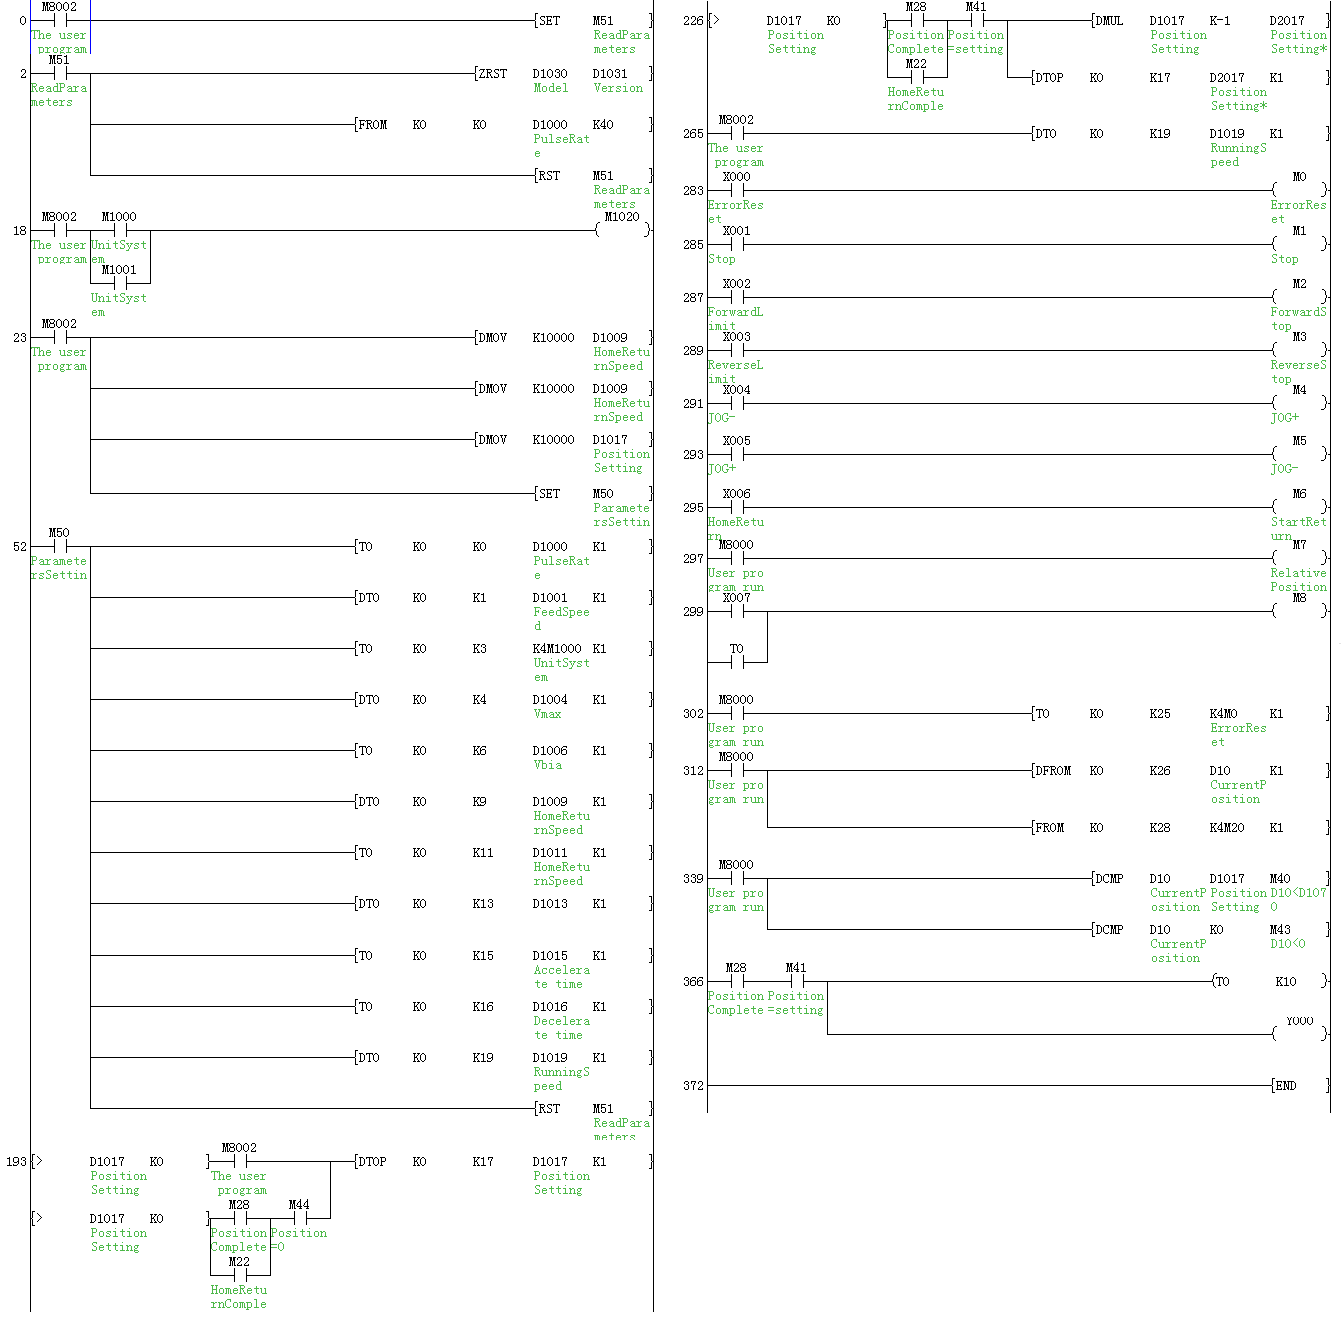 M8002
0 [SET M51 ]
The user program
ReadParameters
M51
2 [ZRST D1030 D1031 ]
ReadParameters
Model Version
[FROM K0 K0 D1000 K40 ]
PulseRate
[RST M51 ]
ReadParameters
M8002 M1000 M1020
18 ( )
The user program UnitSystem
M1001
UnitSystem
M8002
23 [DMOV K10000 D1009 ]
The user program
HomeReturnSpeed
[DMOV K10000 D1009 ]
HomeReturnSpeed
[DMOV K10000 D1017 ]
Position Setting
[SET M50 ]
ParametersSettin
M50
52 [TO K0 K0 D1000 K1 ]
ParametersSettin
PulseRate
[DTO K0 K1 D1001 K1 ]
FeedSpeed
[TO K0 K3 K4M1000 K1 ]
UnitSystem
[DTO K0 K4 D1004 K1 ]
Vmax
[TO K0 K6 D1006 K1 ]
Vbia
[DTO K0 K9 D1009 K1 ]
HomeReturnSpeed
[TO K0 K11 D1011 K1 ]
HomeReturnSpeed
[DTO K0 K13 D1013 K1 ]
[TO K0 K15 D1015 K1 ]
Accelerate time
[TO K0 K16 D1016 K1 ]
Decelerate time
[DTO K0 K19 D1019 K1 ]
RunningSpeed
[RST M51 ]
ReadParameters
M8002
193 [> D1017 K0 ] [DTOP K0 K17 D1017 K1 ]
Position Setting
The user program
Position Setting
M28 M44
[> D1017 K0 ]
Position Setting
Position Complete
Position =0
M22
HomeReturnComple
M28 M41
226 [> D1017 K0 ] [DMUL D1017 K-1 D2017 ]
Position Setting
Position Complete
Position =setting
Position Setting
Position Setting*
M22
[DTOP K0 K17 D2017 K1 ]
HomeReturnComple
Position Setting*
M8002
265 [DTO K0 K19 D1019 K1 ]
The user program
RunningSpeed
X000 M0
283 ( )
ErrorReset ErrorReset
X001 M1
285 ( )
Stop Stop
X002 M2
287 ( )
ForwardLimit ForwardStop
X003 M3
289 ( )
ReverseLimit ReverseStop
X004 M4
291 ( )
JOG- JOG+
X005 M5
293 ( )
JOG+ JOG-
X006 M6
295 ( )
HomeReturn StartReturn
M8000 M7
297 ( )
User program run Relative Position
X007 M8
299 ( )
T0
M8000
302 [TO K0 K25 K4M0 K1 ]
User program run
ErrorReset
M8000
312 [DFROM K0 K26 D10 K1 ]
User program run
CurrentPosition
[FROM K0 K28 K4M20 K1 ]
M8000
339 [DCMP D10 D1017 M40 ]
User program run
CurrentPosition
Position Setting
D10<D1070
[DCMP D10 K0 M43 ]
CurrentPosition
D10<0
M28 M41
366 (T0 K10 )
Position Complete
Position =setting
Y000
( )
372 [END ]